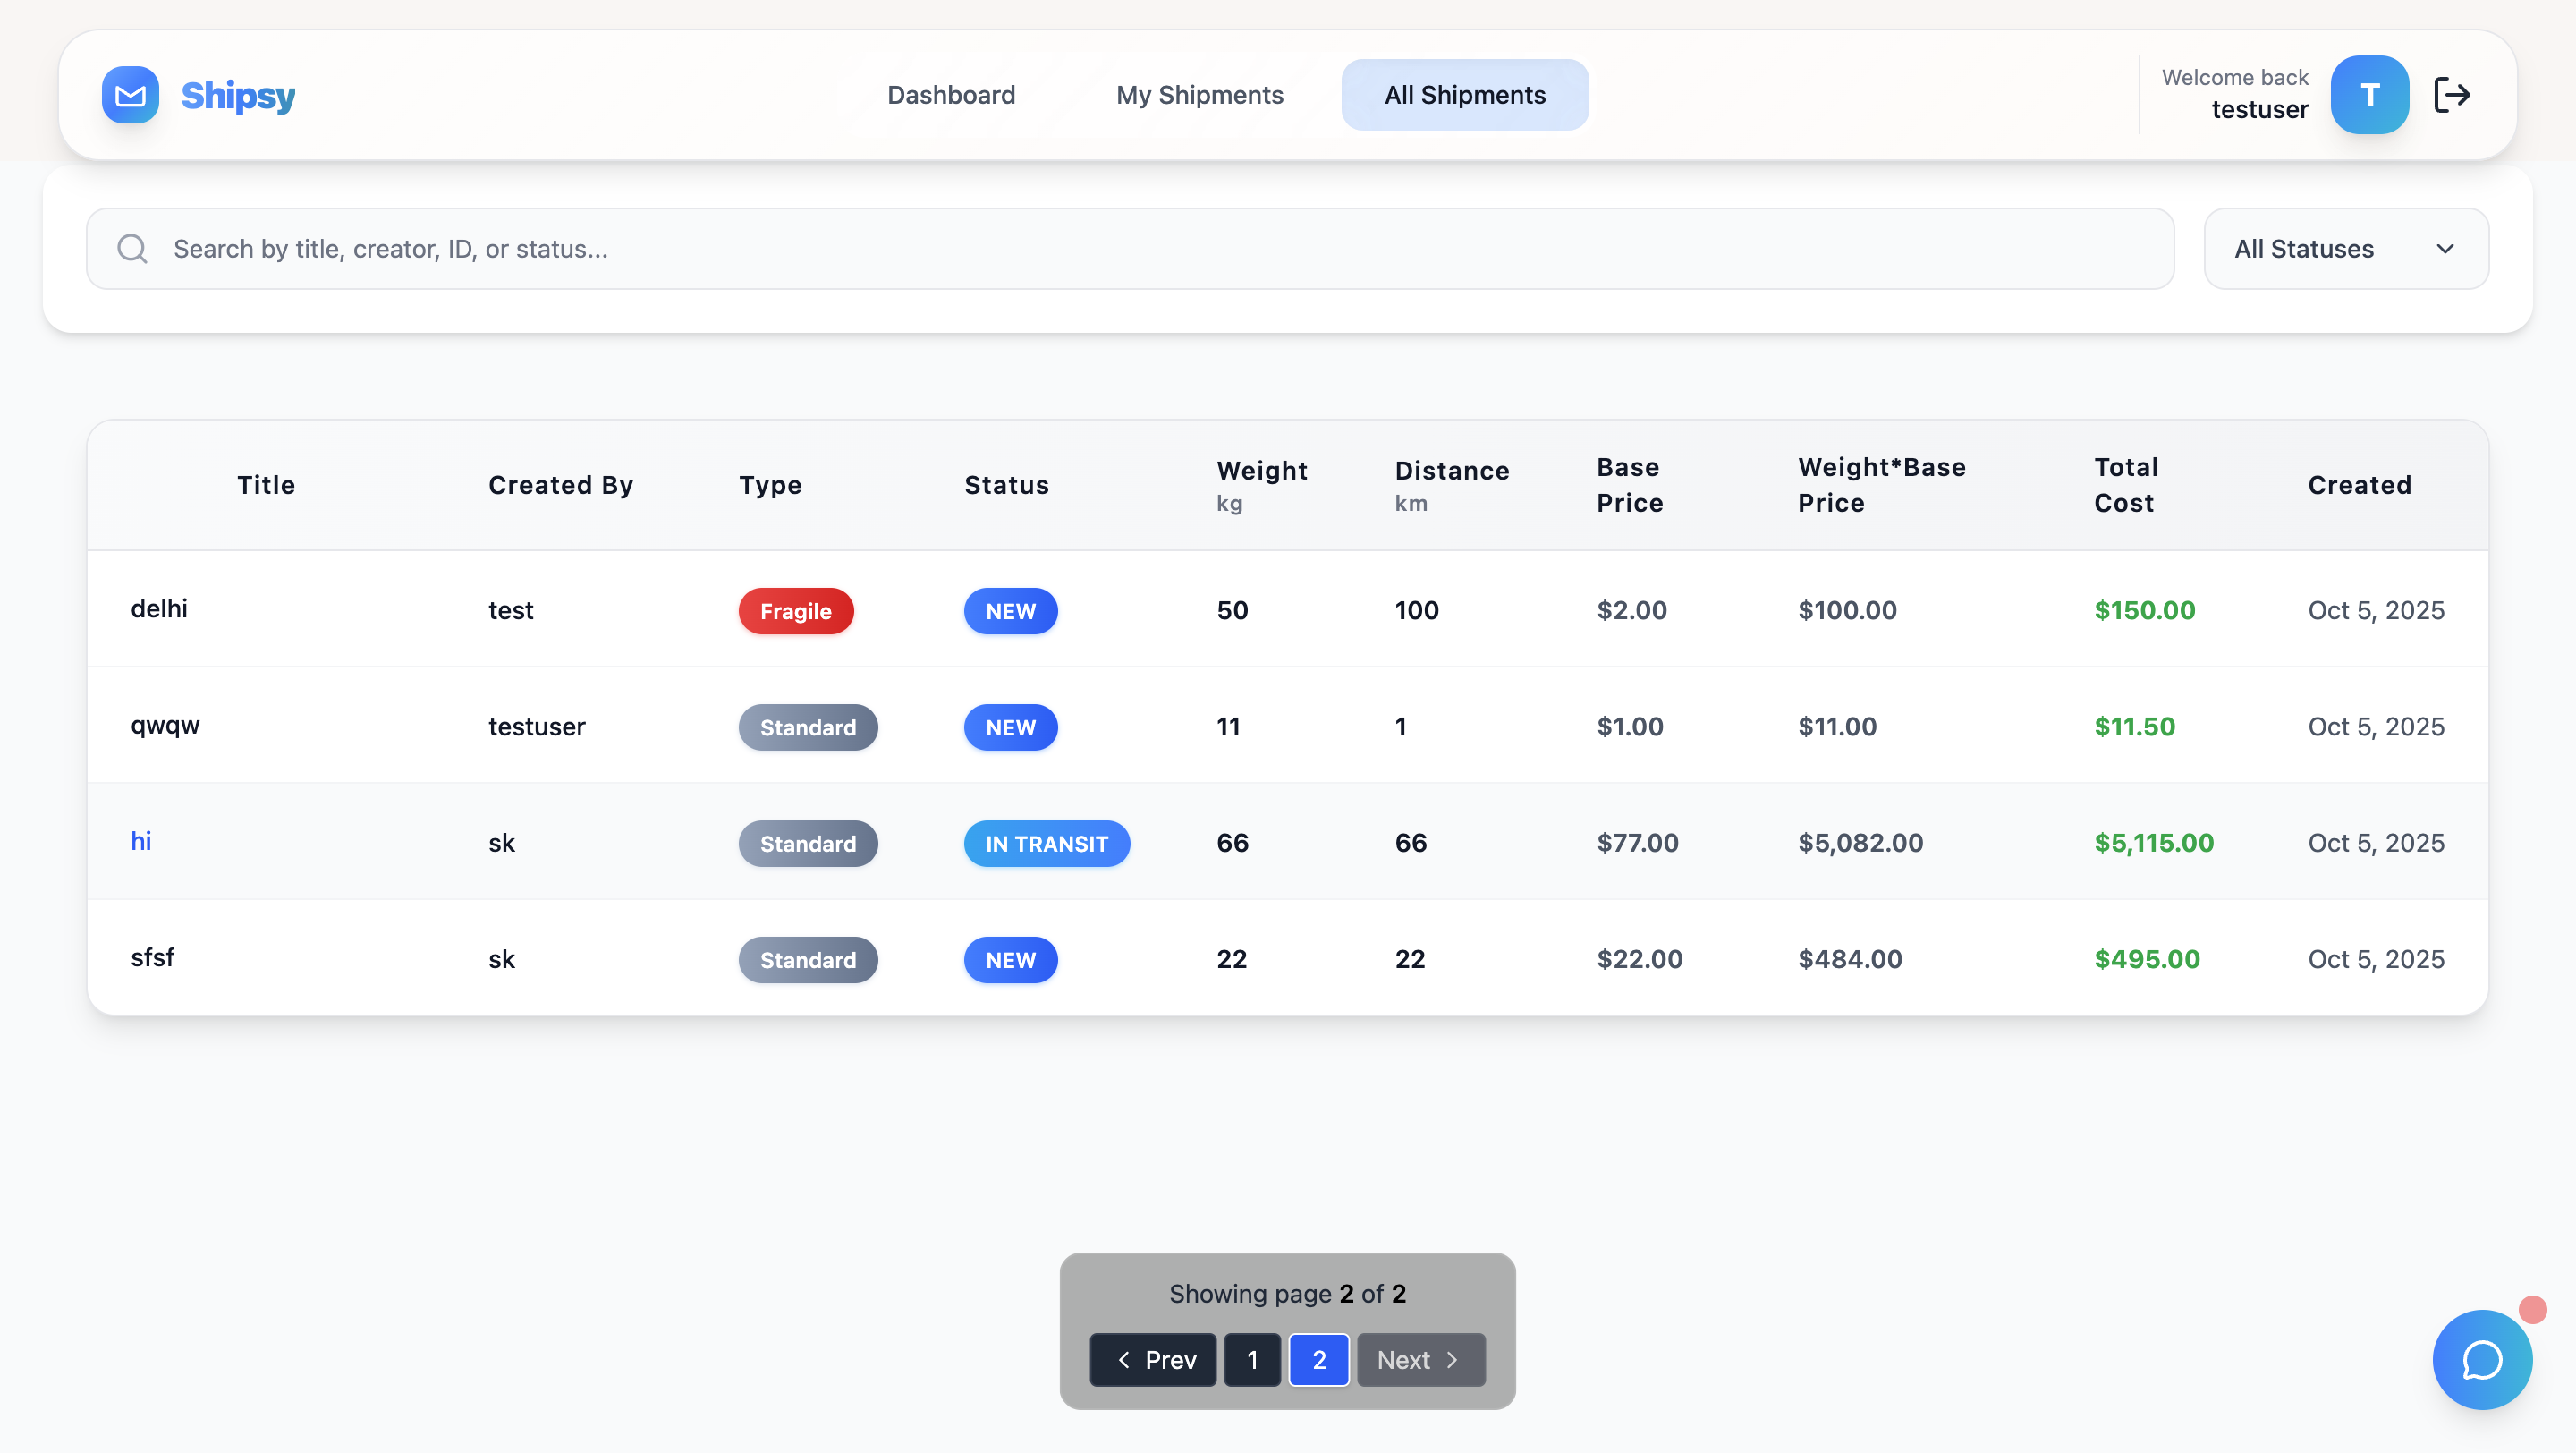 Shipsy
Dashboard
My Shipments
All Shipments
Welcome back
testuser
T
Search by title, creator, ID, or status...
All Statuses
Title Created By Type Status Weight kg Distance km Base Price Weight*Base Price Total Cost Created
delhi test Fragile NEW 50 100 $2.00 $100.00 $150.00 Oct 5, 2025
qwqw testuser Standard NEW 11 1 $1.00 $11.00 $11.50 Oct 5, 2025
hi sk Standard IN TRANSIT 66 66 $77.00 $5,082.00 $5,115.00 Oct 5, 2025
sfsf sk Standard NEW 22 22 $22.00 $484.00 $495.00 Oct 5, 2025
Showing page 2 of 2
Prev 1 2 Next